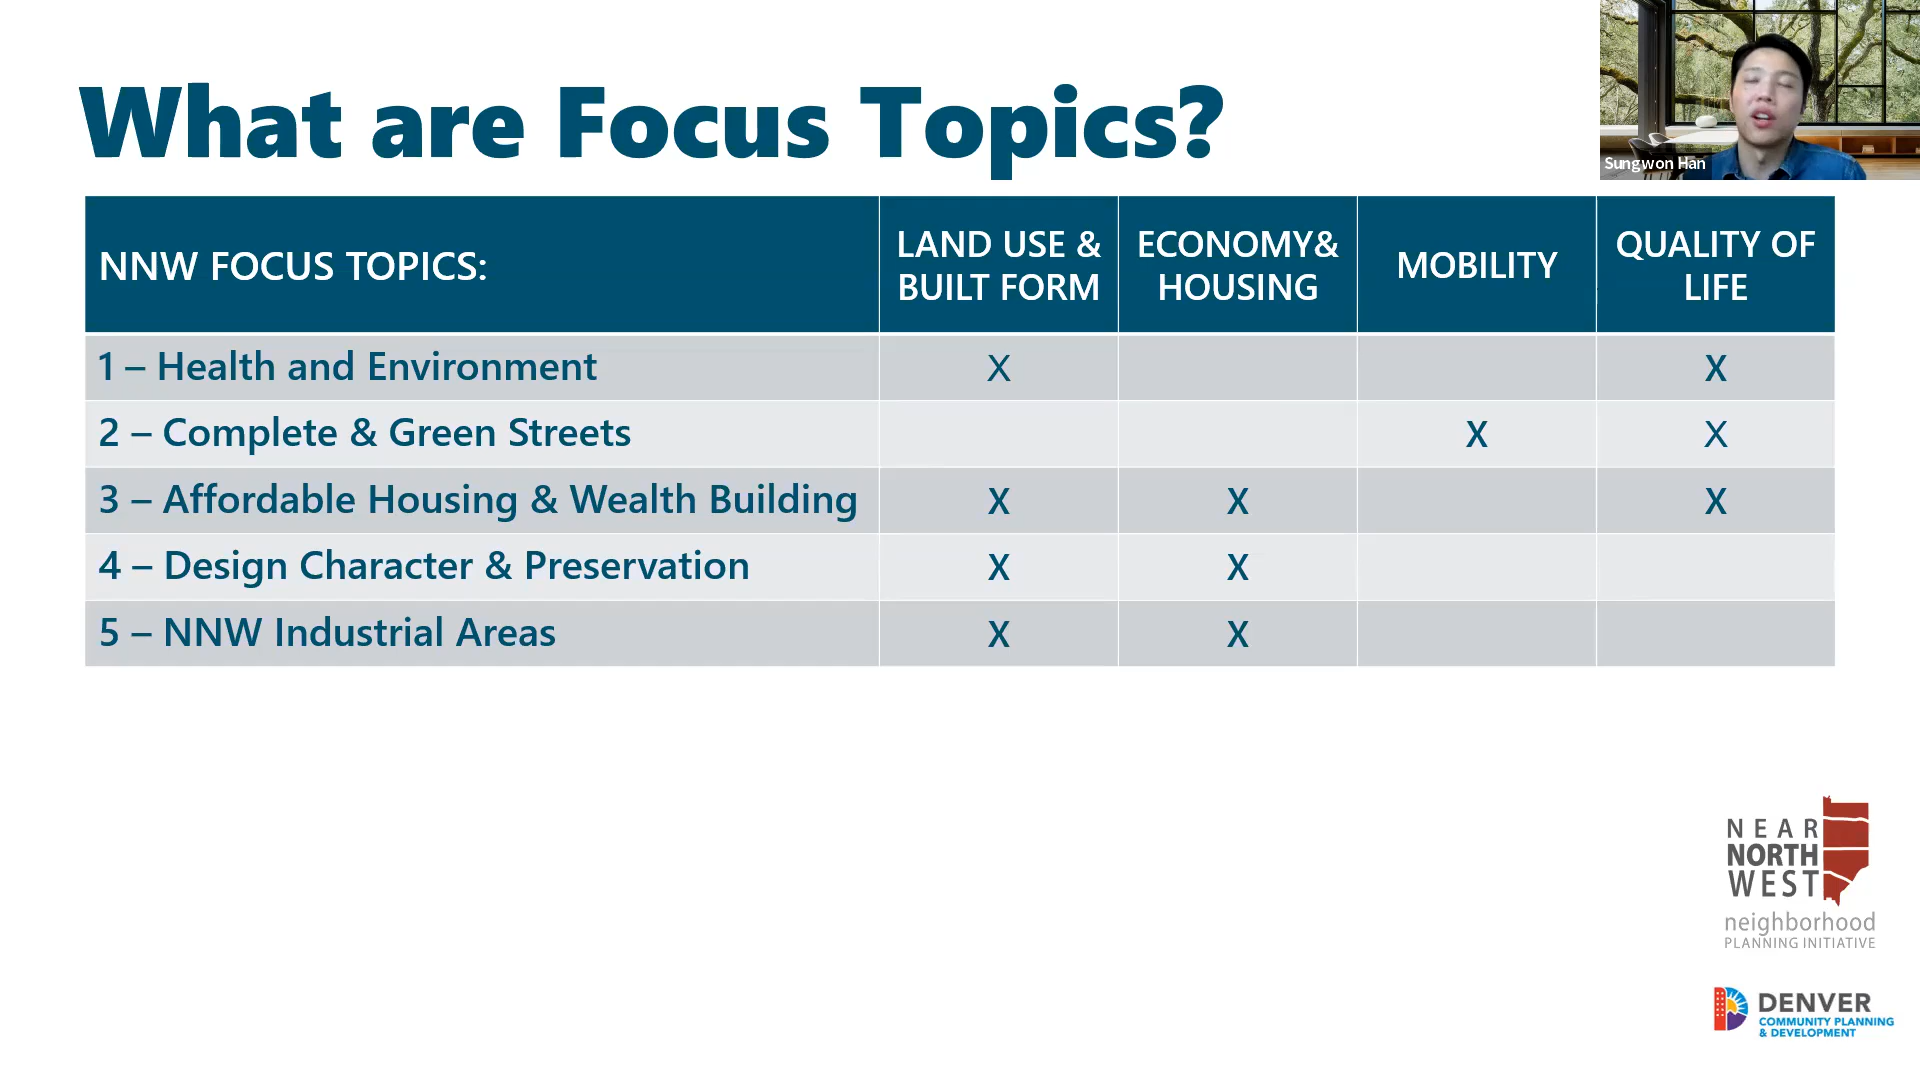 What are Focus Topics?
Sungwon Han
NNW FOCUS TOPICS:
LAND USE &
BUILT FORM
ECONOMY&
HOUSING
MOBILITY
QUALITY OF
LIFE
1 – Health and Environment X X
2 – Complete & Green Streets X X
3 – Affordable Housing & Wealth Building X X X
4 – Design Character & Preservation X X
5 – NNW Industrial Areas X X
NEAR
NORTH
WEST
neighborhood
PLANNING INITIATIVE
DENVER
COMMUNITY PLANNING
& DEVELOPMENT